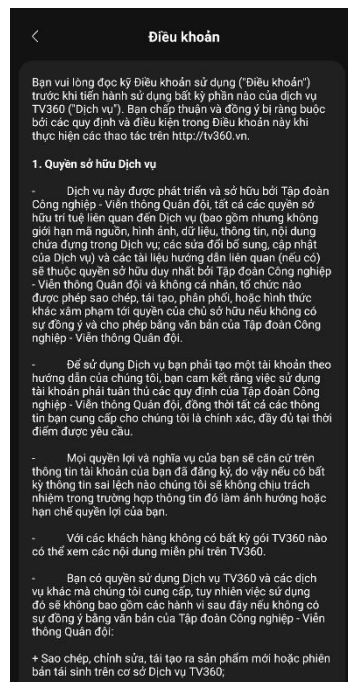 Điều khoản
Bạn vui lòng đọc kỹ Điều khoản sử dụng ("Điều khoản")
trước khi tiến hành sử dụng bất kỳ phần nào của dịch vụ
TV360 ("Dịch vụ"). Bạn chấp thuận và đồng ý bị ràng buộc
bởi các quy định và điều kiện trong Điều khoản này khi
thực hiện các thao tác trên http://tv360.vn.
1. Quyền sở hữu Dịch vụ
- Dịch vụ này được phát triển và sở hữu bởi Tập đoàn
Công nghiệp - Viễn thông Quân đội, tất cả các quyền sở
hữu trí tuệ liên quan đến Dịch vụ (bao gồm nhưng không
giới hạn mã nguồn, hình ảnh, dữ liệu, thông tin, nội dung
chứa đựng trong Dịch vụ; các sửa đổi bổ sung, cập nhật
của Dịch vụ) và các tài liệu hướng dẫn liên quan (nếu có)
sẽ thuộc quyền sở hữu duy nhất bởi Tập đoàn Công nghiệp
- Viễn thông Quân đội và không cá nhân, tổ chức nào
được phép sao chép, tái tạo, phân phối, hoặc hình thức
khác xâm phạm tới quyền của chủ sở hữu nếu không có
sự đồng ý và cho phép bằng văn bản của Tập đoàn Công
nghiệp - Viễn thông Quân đội.
- Để sử dụng Dịch vụ bạn phải tạo một tài khoản theo
hướng dẫn của chúng tôi, bạn cam kết rằng việc sử dụng
tài khoản phải tuân thủ các quy định của Tập đoàn Công
nghiệp - Viễn thông Quân đội, đồng thời tất cả các thông
tin bạn cung cấp cho chúng tôi là chính xác, đầy đủ tại thời
điểm được yêu cầu.
- Mọi quyền lợi và nghĩa vụ của bạn sẽ căn cứ trên
thông tin tài khoản của bạn đã đăng ký, do vậy nếu có bất
kỳ thông tin sai lệch nào chúng tôi sẽ không chịu trách
nhiệm trong trường hợp thông tin đó làm ảnh hưởng hoặc
hạn chế quyền lợi của bạn.
- Với các khách hàng không có bất kỳ gói TV360 nào
có thể xem các nội dung miễn phí trên TV360.
- Bạn có quyền sử dụng Dịch vụ TV360 và các dịch
vụ khác mà chúng tôi cung cấp, tuy nhiên việc sử dụng
đó sẽ không bao gồm các hành vi sau đây nếu không có
sự đồng ý bằng văn bản của Tập đoàn Công nghiệp - Viễn
thông Quân đội:
+ Sao chép, chỉnh sửa, tái tạo ra sản phẩm mới hoặc phiên
bản tái sinh trên cơ sở Dịch vụ TV360;